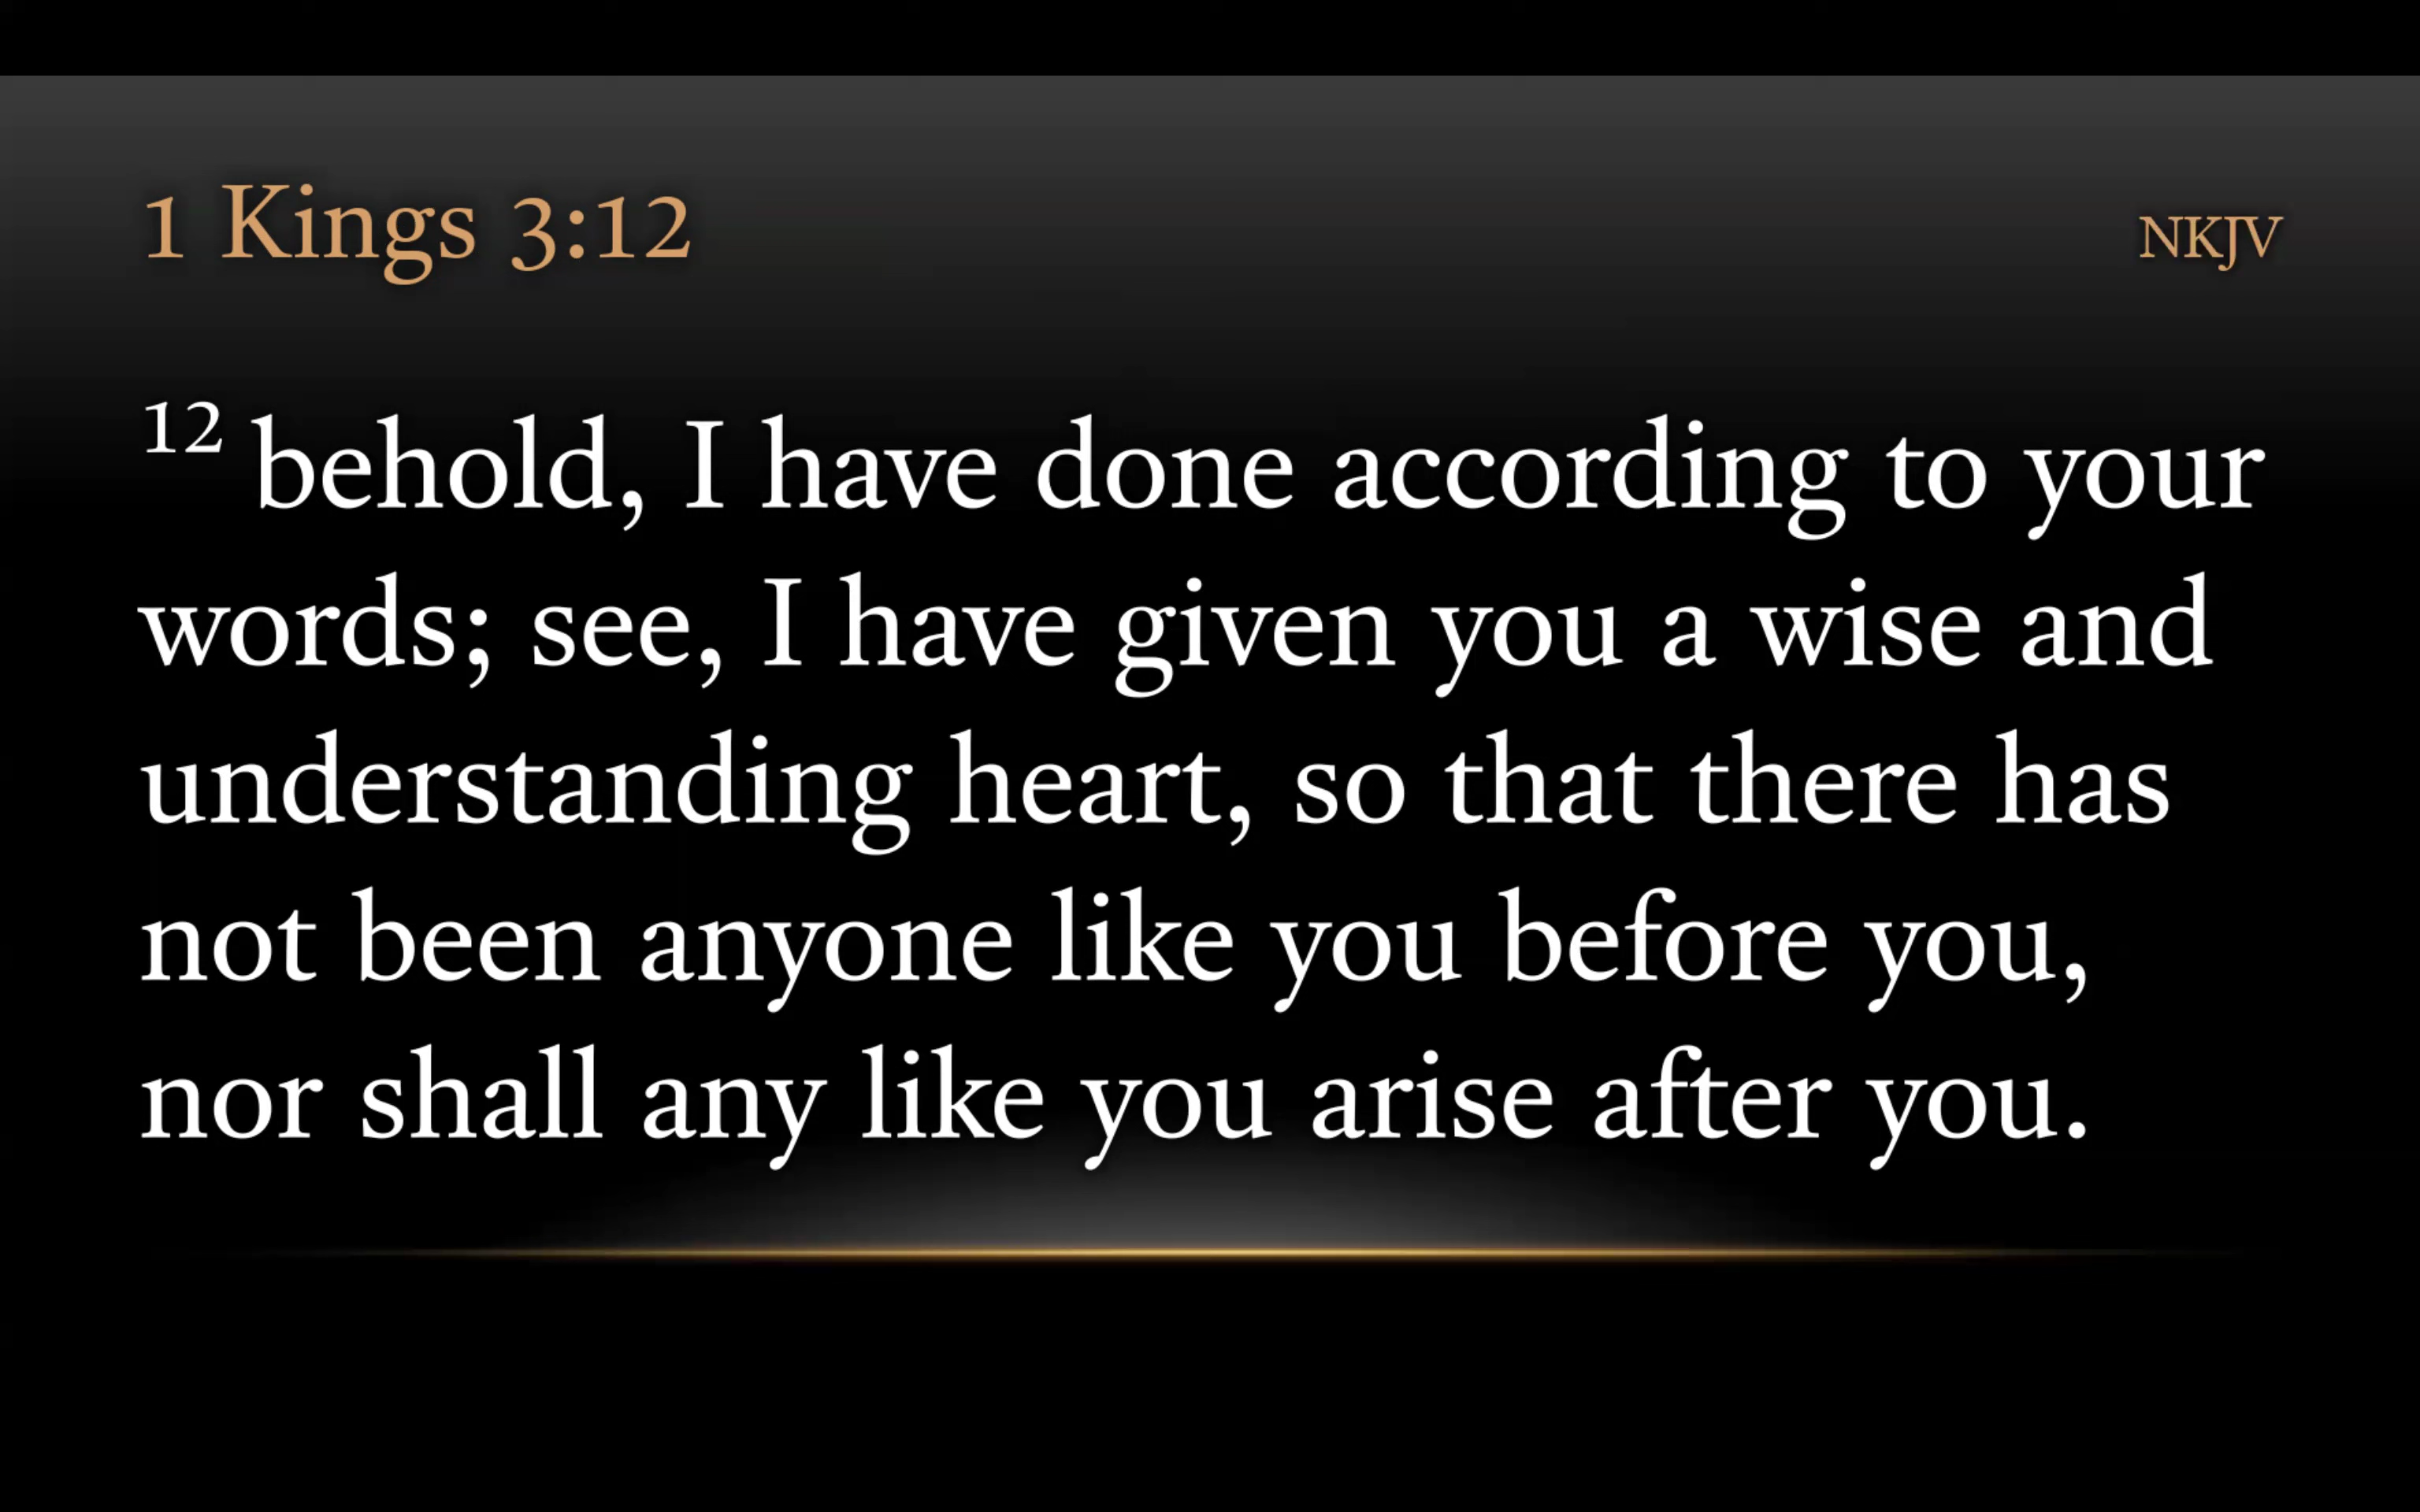 1 Kings 3:12 NKJV
12 behold, I have done according to your
words; see, I have given you a wise and
understanding heart, so that there has
not been anyone like you before you,
nor shall any like you arise after you.